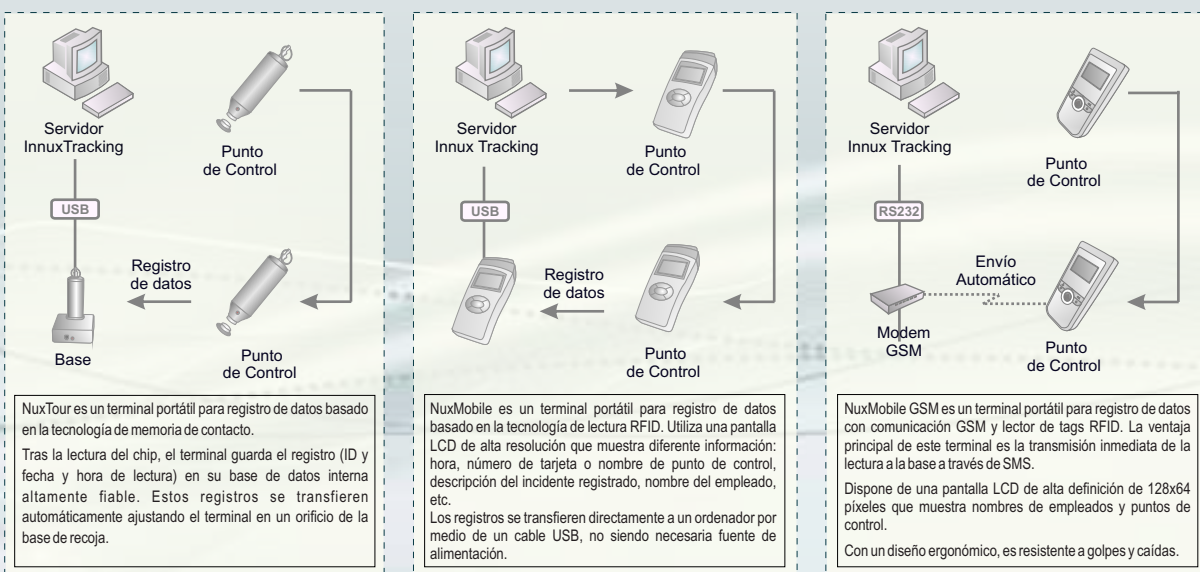 Servidor
InnuxTracking
Punto
de Control
USB
Registro
de datos
Base
Punto
de Control
NuxTour es un terminal portátil para registro de datos basado
en la tecnología de memoria de contacto.
Tras la lectura del chip, el terminal guarda el registro (ID y
fecha y hora de lectura) en su base de datos interna
altamente fiable. Estos registros se transfieren
automáticamente ajustando el terminal en un orificio de la
base de recoja.
Servidor
Innux Tracking
Punto
de Control
USB
Registro
de datos
Punto
de Control
NuxMobile es un terminal portátil para registro de datos
basado en la tecnología de lectura RFID. Utiliza una pantalla
LCD de alta resolución que muestra diferente información:
hora, número de tarjeta o nombre de punto de control,
descripción del incidente registrado, nombre del empleado,
etc.
Los registros se transfieren directamente a un ordenador por
medio de un cable USB, no siendo necesaria fuente de
alimentación.
Servidor
Innux Tracking
Punto
de Control
RS232
Envío
Automático
Modem
GSM
Punto
de Control
NuxMobile GSM es un terminal portátil para registro de datos
con comunicación GSM y lector de tags RFID. La ventaja
principal de este terminal es la transmisión inmediata de la
lectura a la base a través de SMS.
Dispone de una pantalla LCD de alta definición de 128x64
píxeles que muestra nombres de empleados y puntos de
control.
Con un diseño ergonómico, es resistente a golpes y caídas.